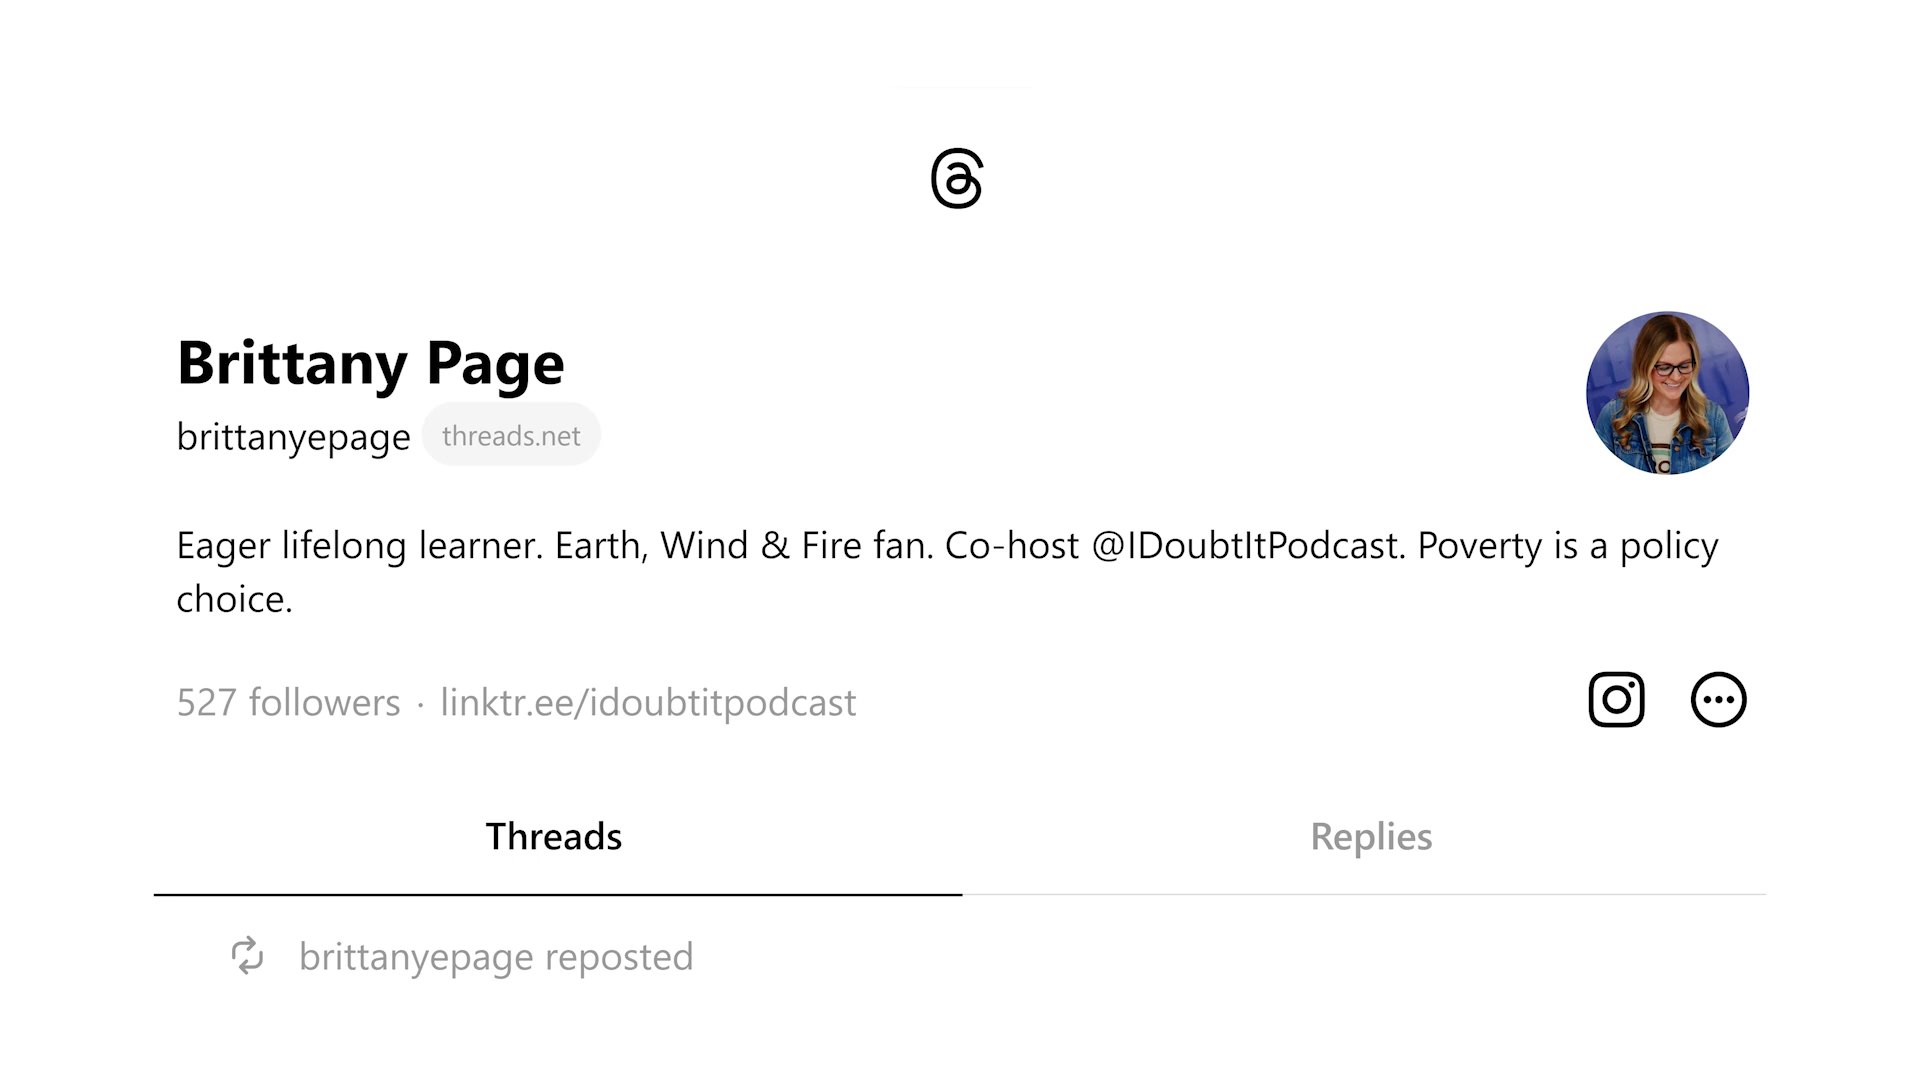 Brittany Page
brittanyepage threads.net
Eager lifelong learner. Earth, Wind & Fire fan. Co-host @IDoubtItPodcast. Poverty is a policy
choice.
527 followers · linktr.ee/idoubtitpodcast
Threads Replies
brittanyepage reposted